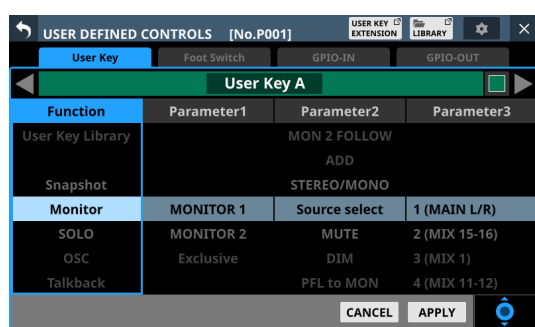 USER DEFINED CONTROLS [No.P001]
USER KEY EXTENSION
LIBRARY
User Key Foot Switch GPIO-IN GPIO-OUT
User Key A
Function Parameter1 Parameter2 Parameter3
User Key Library MON 2 FOLLOW
ADD
Snapshot STEREO/MONO
Monitor MONITOR 1 Source select 1 (MAIN L/R)
SOLO MONITOR 2 MUTE 2 (MIX 15-16)
OSC Exclusive DIM 3 (MIX 1)
Talkback PFL to MON 4 (MIX 11-12)
CANCEL APPLY